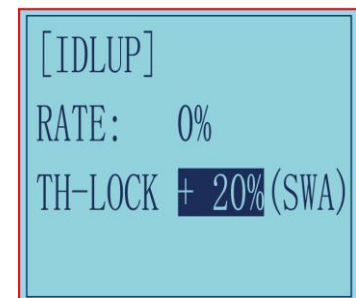 [IDLUP]
RATE: 0%
TH-LOCK + 20%(SWA)